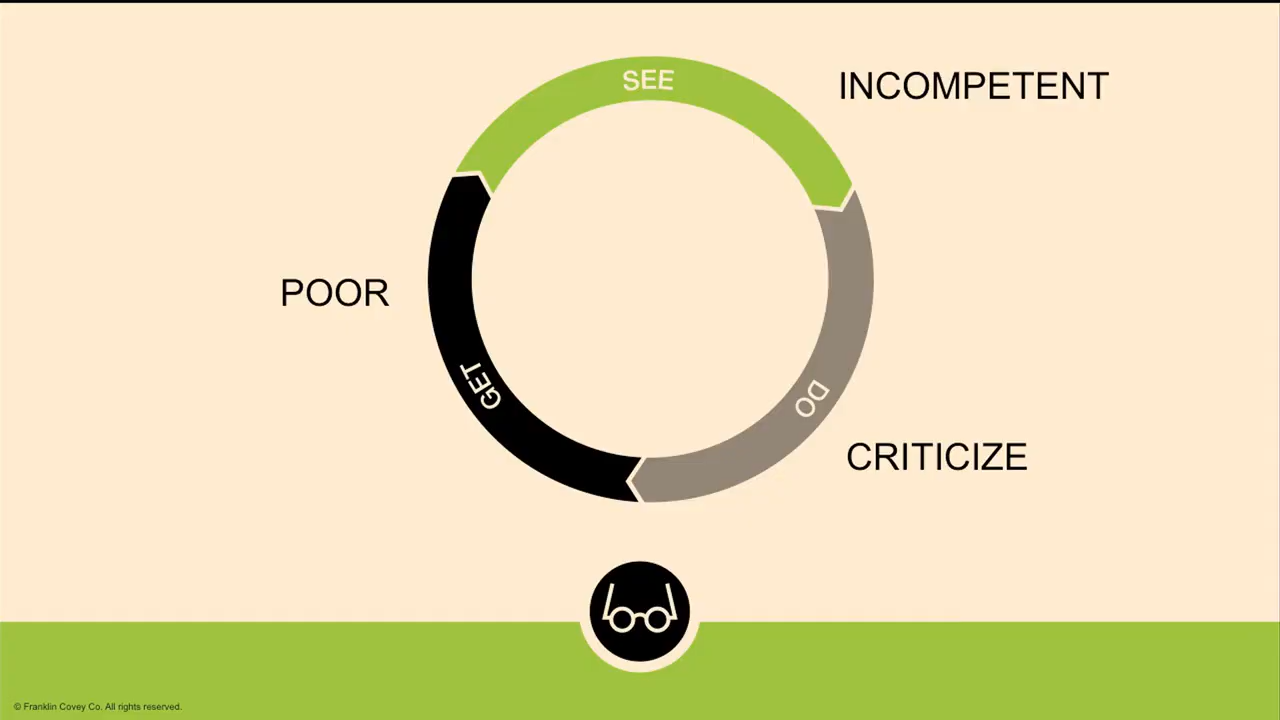 SEE
INCOMPETENT
POOR
GET
DO
CRITICIZE
© Franklin Covey Co. All rights reserved.